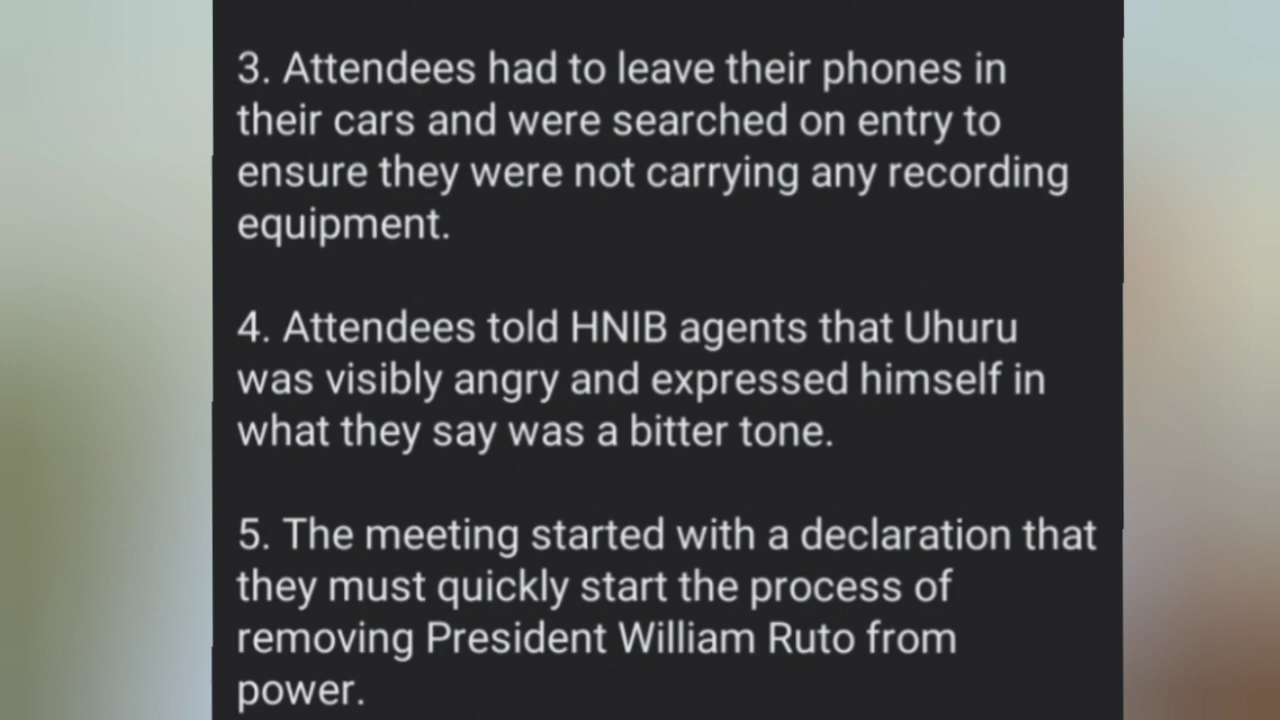 3. Attendees had to leave their phones in
their cars and were searched on entry to
ensure they were not carrying any recording
equipment.
4. Attendees told HNIB agents that Uhuru
was visibly angry and expressed himself in
what they say was a bitter tone.
5. The meeting started with a declaration that
they must quickly start the process of
removing President William Ruto from
power.